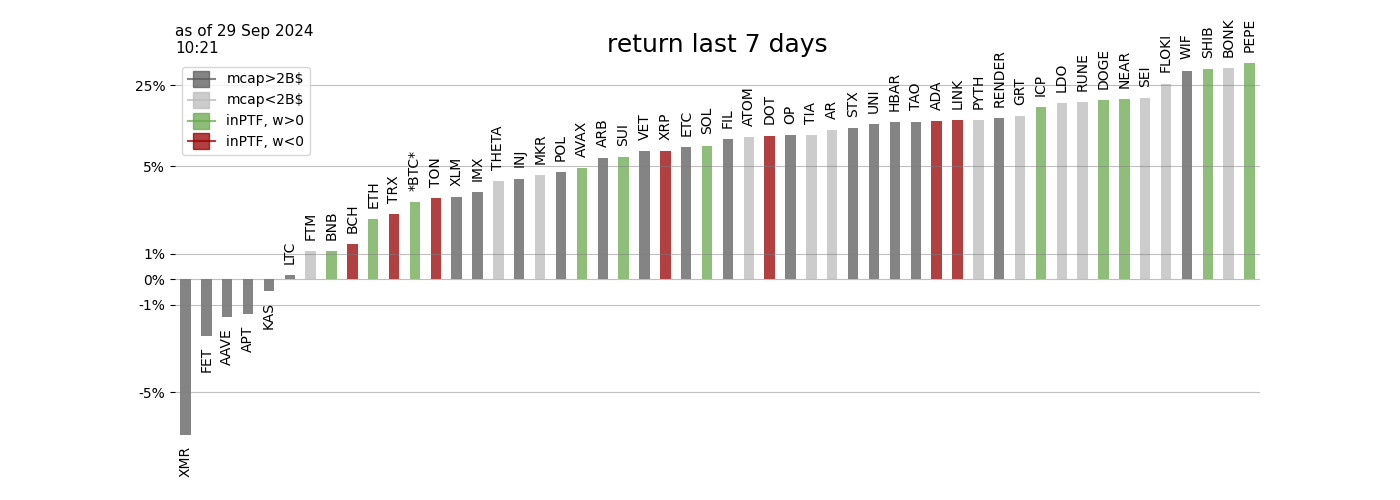 as of 29 Sep 2024
10:21
return last 7 days
mcap>2B$
mcap<2B$
inPTF, w>0
inPTF, w<0
25%
5%
1%
0%
-1%
-5%
XMR
FET
AAVE
APT
KAS
LTC
FTM
BNB
BCH
ETH
TRX
*BTC*
TON
XLM
IMX
THETA
INJ
MKR
POL
AVAX
ARB
SUI
VET
XRP
ETC
SOL
FIL
ATOM
DOT
OP
TIA
AR
STX
UNI
HBAR
TAO
ADA
LINK
PYTH
RENDER
GRT
ICP
LDO
RUNE
DOGE
NEAR
SEI
FLOKI
WIF
SHIB
BONK
PEPE